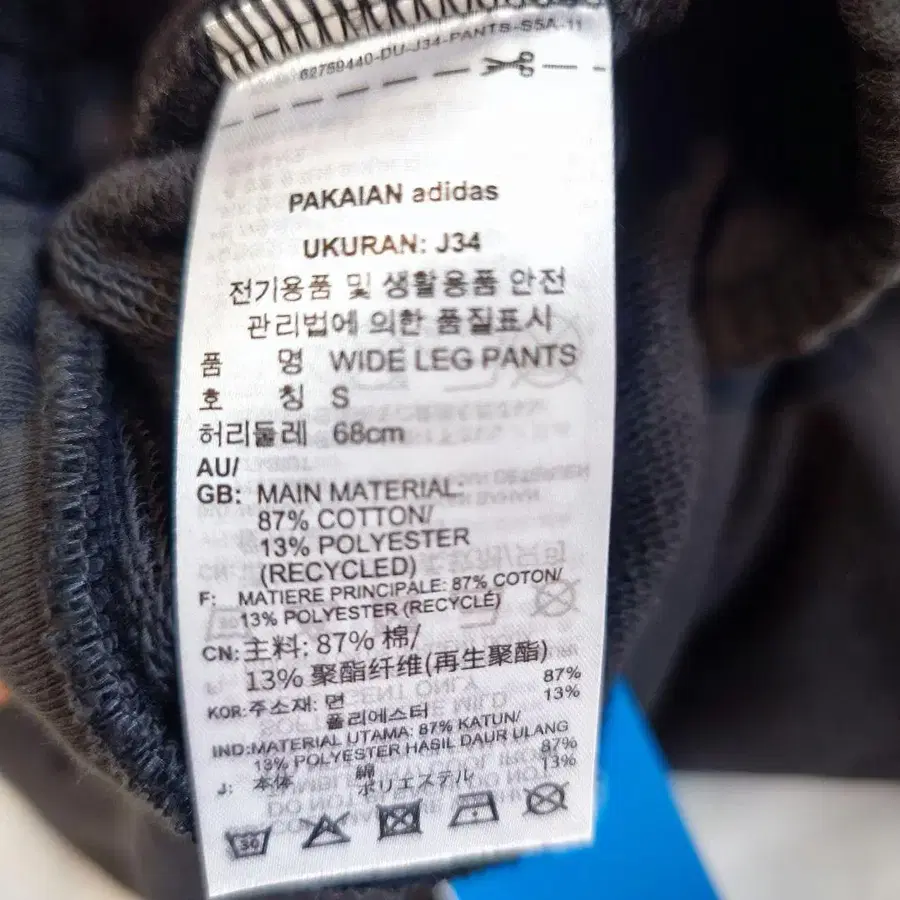 62759440-DU-J34-PANTS-S5A-11
PAKAIAN adidas
UKURAN: J34
전기용품 및 생활용품 안전
관리법에 의한 품질표시
품 명 WIDE LEG PANTS
호 칭 S
허리둘레 68cm
AU/
GB: MAIN MATERIAL:
87% COTTON/
13% POLYESTER
(RECYCLED)
F: MATIERE PRINCIPALE: 87% COTON/
13% POLYESTER (RECYCLÉ)
CN: 主料: 87% 棉/
13% 聚酯纤维(再生聚酯)
KOR: 주소재: 면 87%
폴리에스터 13%
IND: MATERIAL UTAMA: 87% KATUN/
13% POLYESTER HASIL DAUR ULANG
J: 本体 綿 87%
ポリエステル 13%
30